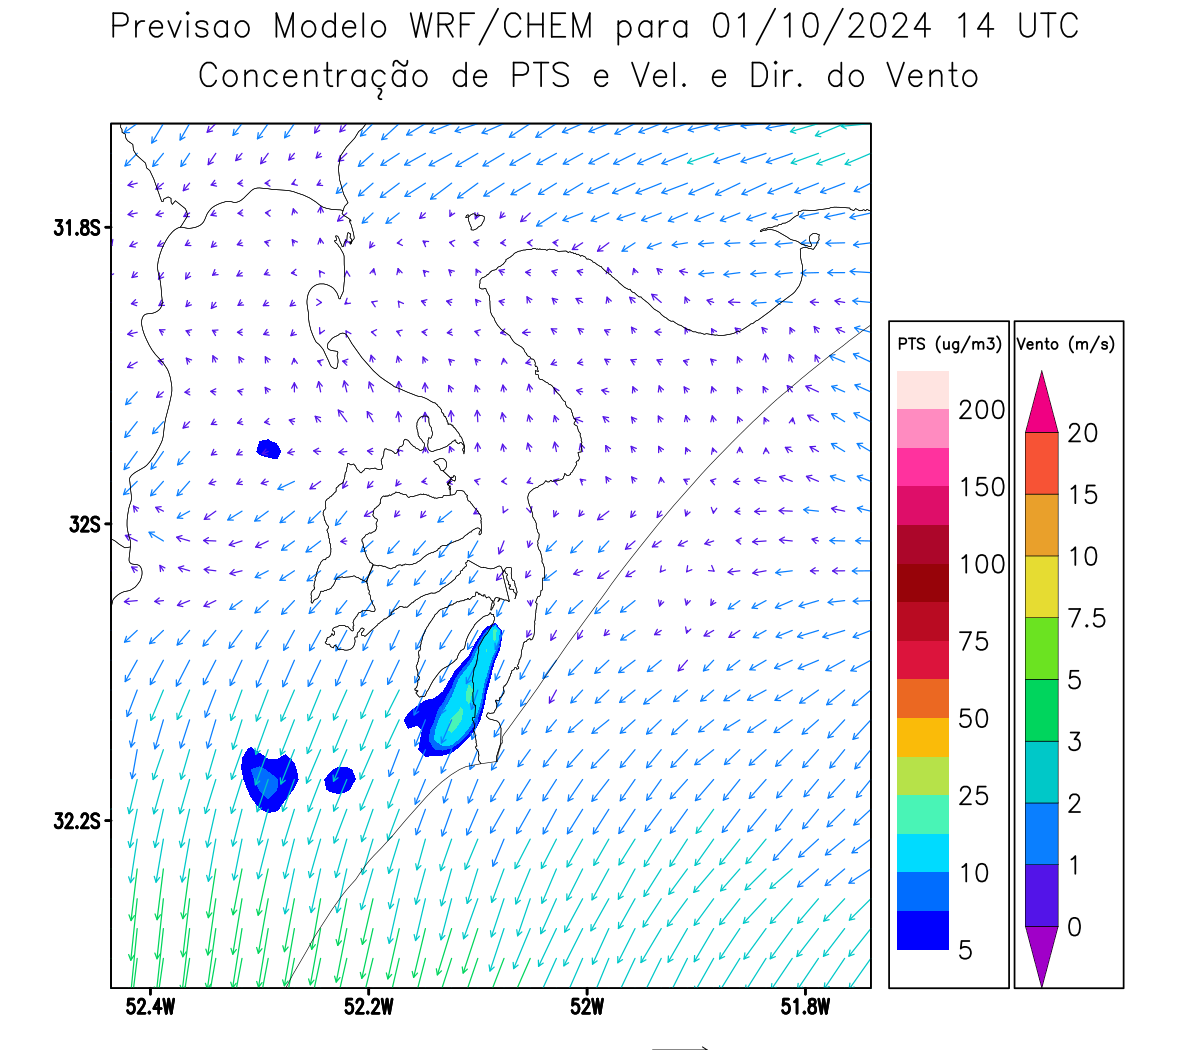 Previsao Modelo WRF/CHEM para 01/10/2024 14 UTC
Concentração de PTS e Vel. e Dir. do Vento
31.8S
32S
32.2S
52.4W 52.2W 52W 51.8W
PTS (ug/m3)
200
150
100
75
50
25
10
5
Vento (m/s)
20
15
10
7.5
5
3
2
1
0